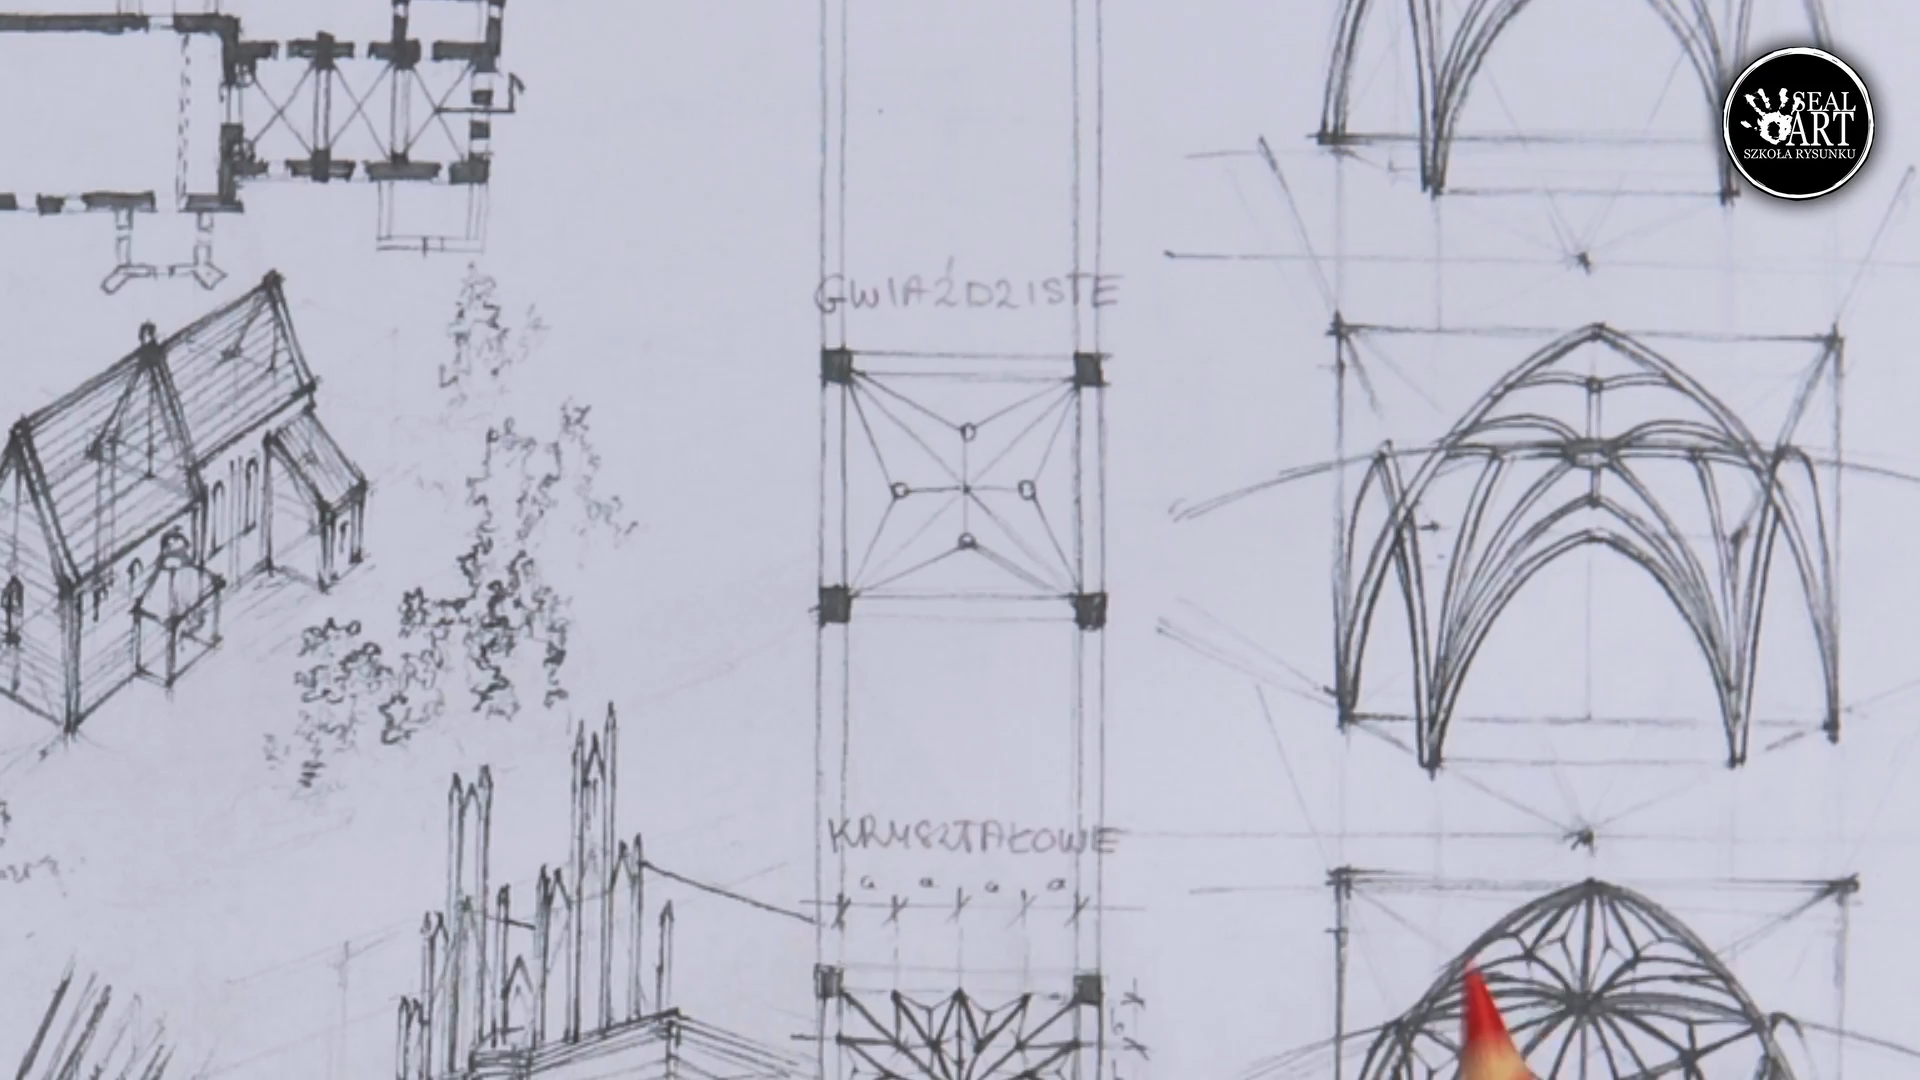 SEAL
ART
SZKOŁA RYSUNKU
GWIAŹDZISTE
KRYSZTAŁOWE
a a a a